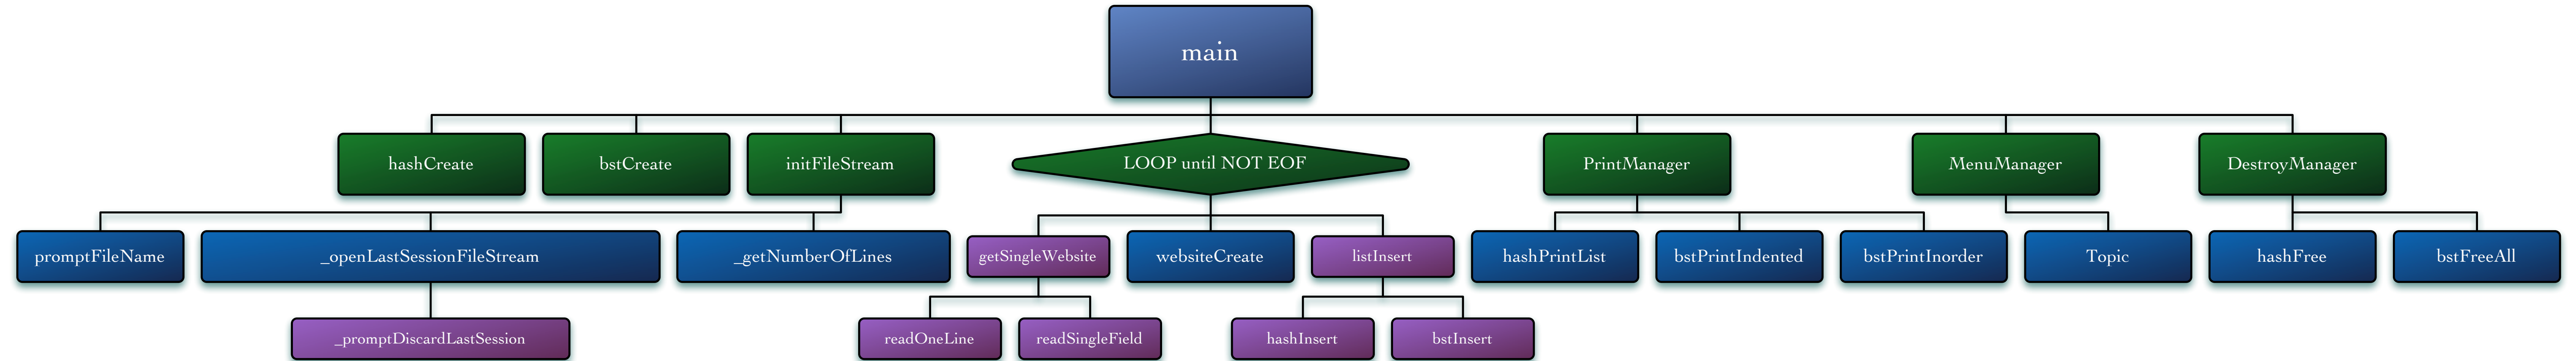 main
hashCreate
bstCreate
initFileStream
LOOP until NOT EOF
PrintManager
MenuManager
DestroyManager
promptFileName
_openLastSessionFileStream
_getNumberOfLines
getSingleWebsite
websiteCreate
listInsert
hashPrintList
bstPrintIndented
bstPrintInorder
Topic
hashFree
bstFreeAll
_promptDiscardLastSession
readOneLine
readSingleField
hashInsert
bstInsert